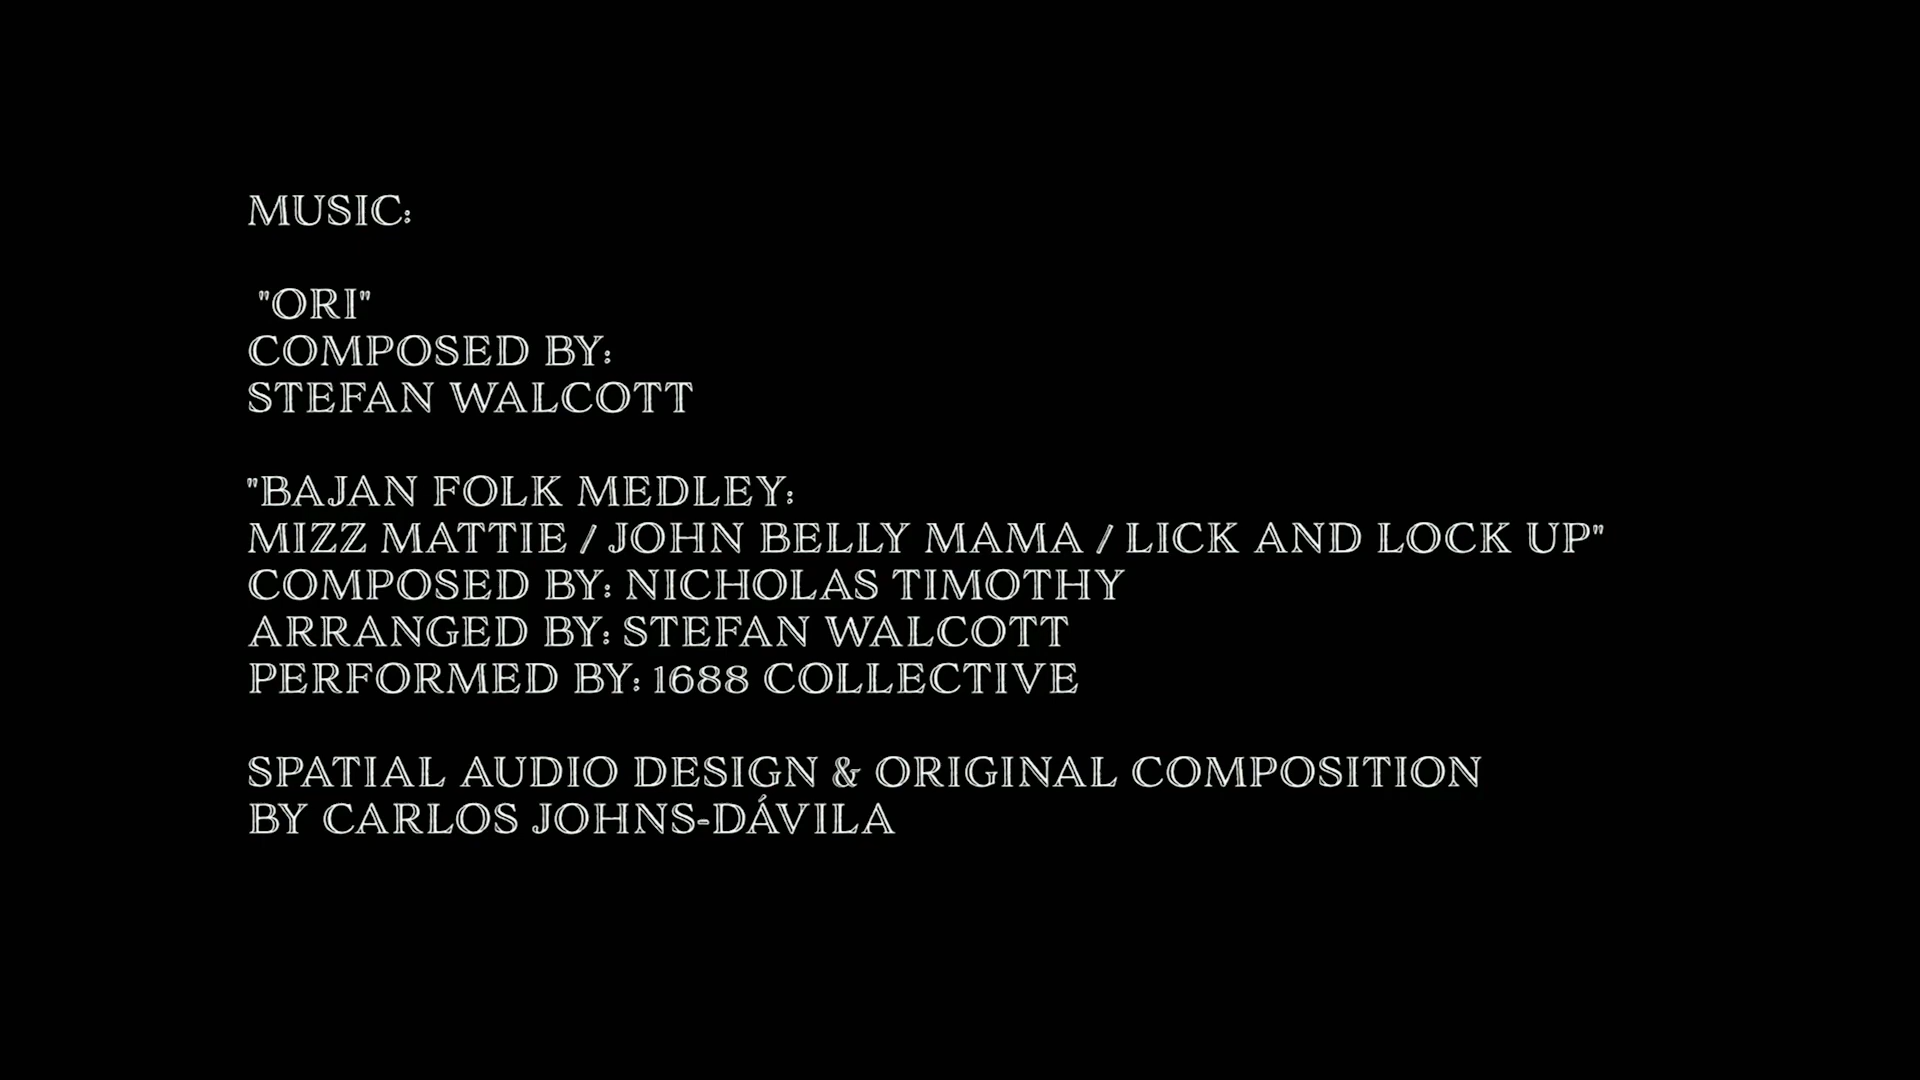 MUSIC:
"ORI"
COMPOSED BY:
STEFAN WALCOTT
"BAJAN FOLK MEDLEY:
MIZZ MATTIE / JOHN BELLY MAMA / LICK AND LOCK UP"
COMPOSED BY: NICHOLAS TIMOTHY
ARRANGED BY: STEFAN WALCOTT
PERFORMED BY: 1688 COLLECTIVE
SPATIAL AUDIO DESIGN & ORIGINAL COMPOSITION
BY CARLOS JOHNS-DÁVILA